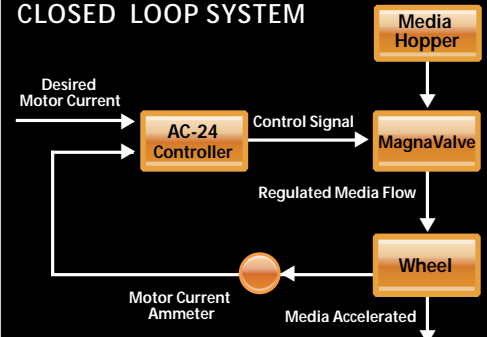 CLOSED LOOP SYSTEM
Media
Hopper
Desired
Motor Current
AC-24
Controller
Control Signal
MagnaValve
Regulated Media Flow
Wheel
Motor Current
Ammeter
Media Accelerated